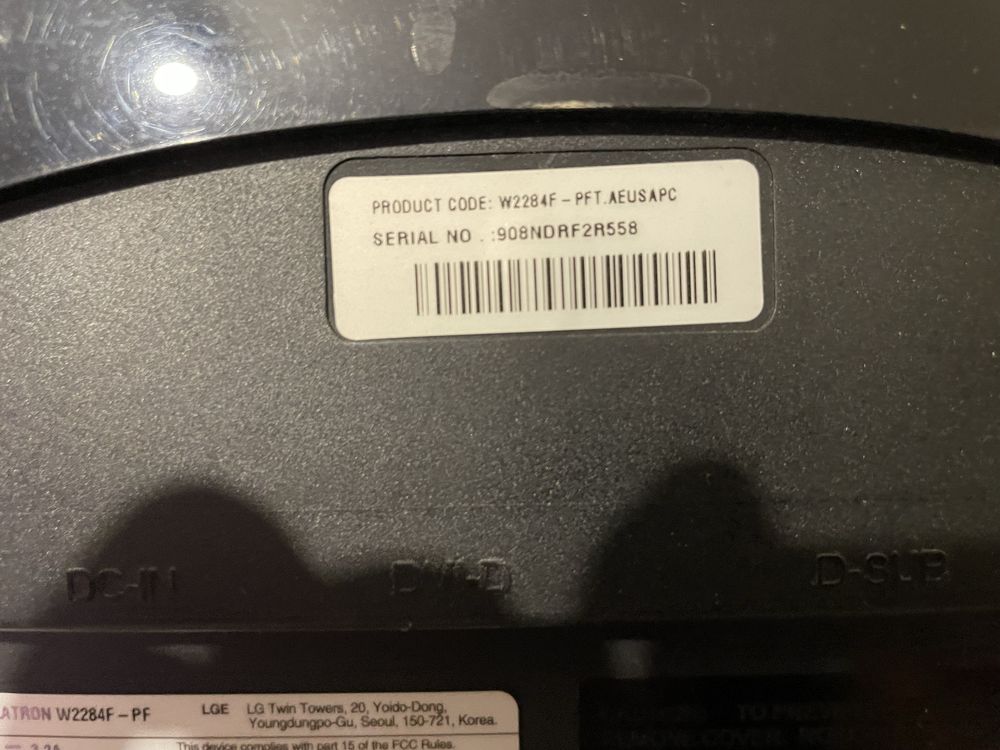 PRODUCT CODE: W2284F – PFT.AEUSAPC
SERIAL NO . :908NDRF2R558
DC-IN DVI-D D-SUB
ATRON W2284F – PF LGE LG Twin Towers, 20, Yoido-Dong,
Youngdungpo-Gu, Seoul, 150-721, Korea.
3.2A This device complies with part 15 of the FCC Rules.